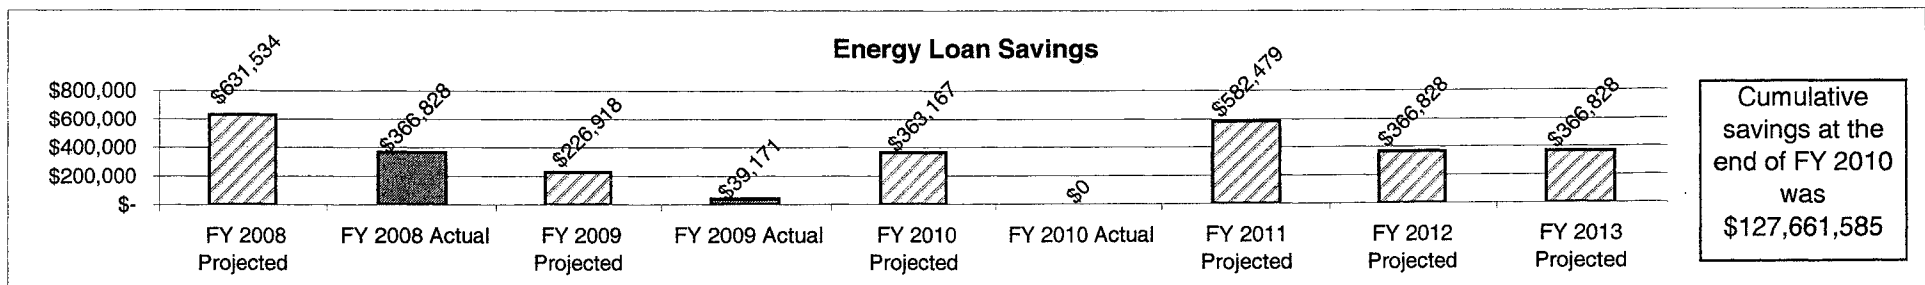 Energy Loan Savings
$800,000
$600,000
$400,000
$200,000
$-
$631,534
$366,828
$226,918
$39,171
$363,167
$0
$582,479
$366,828
$366,828
FY 2008
Projected
FY 2008 Actual
FY 2009
Projected
FY 2009 Actual
FY 2010
Projected
FY 2010 Actual
FY 2011
Projected
FY 2012
Projected
FY 2013
Projected
Cumulative
savings at the
end of FY 2010
was
$127,661,585